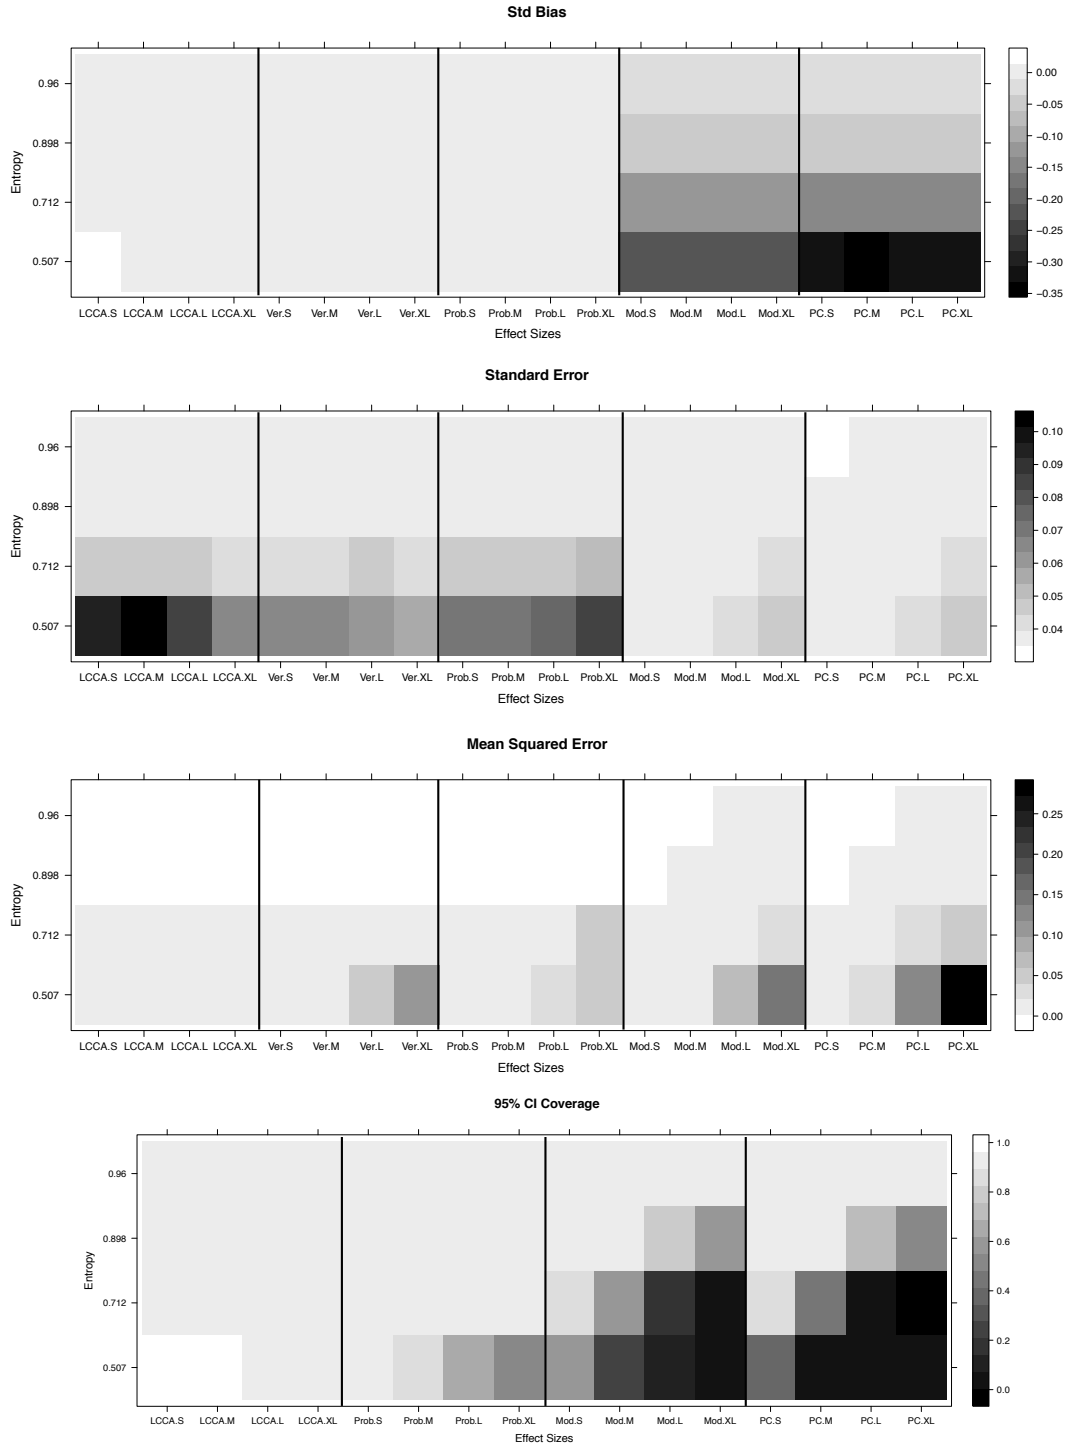 Std Bias
0.96
0.898
0.712
0.507
Entropy
LCCA.S LCCA.M LCCA.L LCCA.XL Ver.S Ver.M Ver.L Ver.XL Prob.S Prob.M Prob.L Prob.XL Mod.S Mod.M Mod.L Mod.XL PC.S PC.M PC.L PC.XL
Effect Sizes
0.00
−0.05
−0.10
−0.15
−0.20
−0.25
−0.30
−0.35
Standard Error
0.96
0.898
0.712
0.507
Entropy
LCCA.S LCCA.M LCCA.L LCCA.XL Ver.S Ver.M Ver.L Ver.XL Prob.S Prob.M Prob.L Prob.XL Mod.S Mod.M Mod.L Mod.XL PC.S PC.M PC.L PC.XL
Effect Sizes
0.10
0.09
0.08
0.07
0.06
0.05
0.04
Mean Squared Error
0.96
0.898
0.712
0.507
Entropy
LCCA.S LCCA.M LCCA.L LCCA.XL Ver.S Ver.M Ver.L Ver.XL Prob.S Prob.M Prob.L Prob.XL Mod.S Mod.M Mod.L Mod.XL PC.S PC.M PC.L PC.XL
Effect Sizes
0.25
0.20
0.15
0.10
0.05
0.00
95% CI Coverage
0.96
0.898
0.712
0.507
Entropy
LCCA.S LCCA.M LCCA.L LCCA.XL Prob.S Prob.M Prob.L Prob.XL Mod.S Mod.M Mod.L Mod.XL PC.S PC.M PC.L PC.XL
Effect Sizes
1.0
0.8
0.6
0.4
0.2
0.0